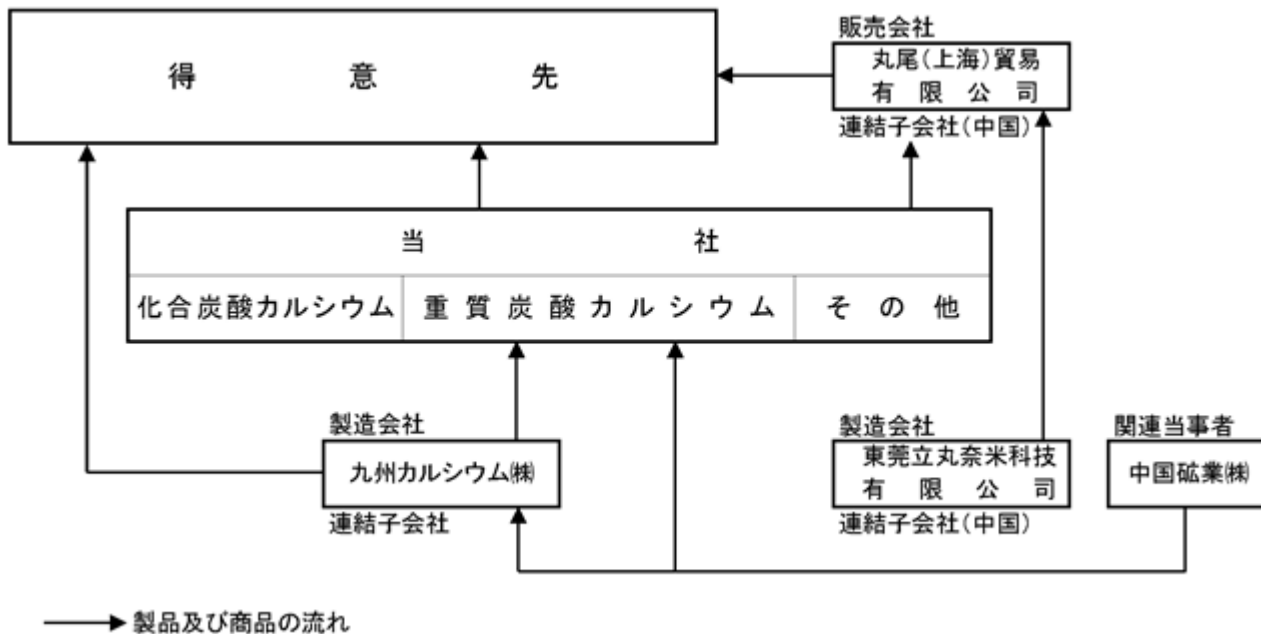 販売会社
得意先
丸尾(上海)貿易
有限公司
連結子会社(中国)
当社
化合炭酸カルシウム
重質炭酸カルシウム
その他
製造会社
九州カルシウム㈱
連結子会社
製造会社
東莞立丸奈米科技
有限公司
連結子会社(中国)
関連当事者
中国砿業㈱
製品及び商品の流れ